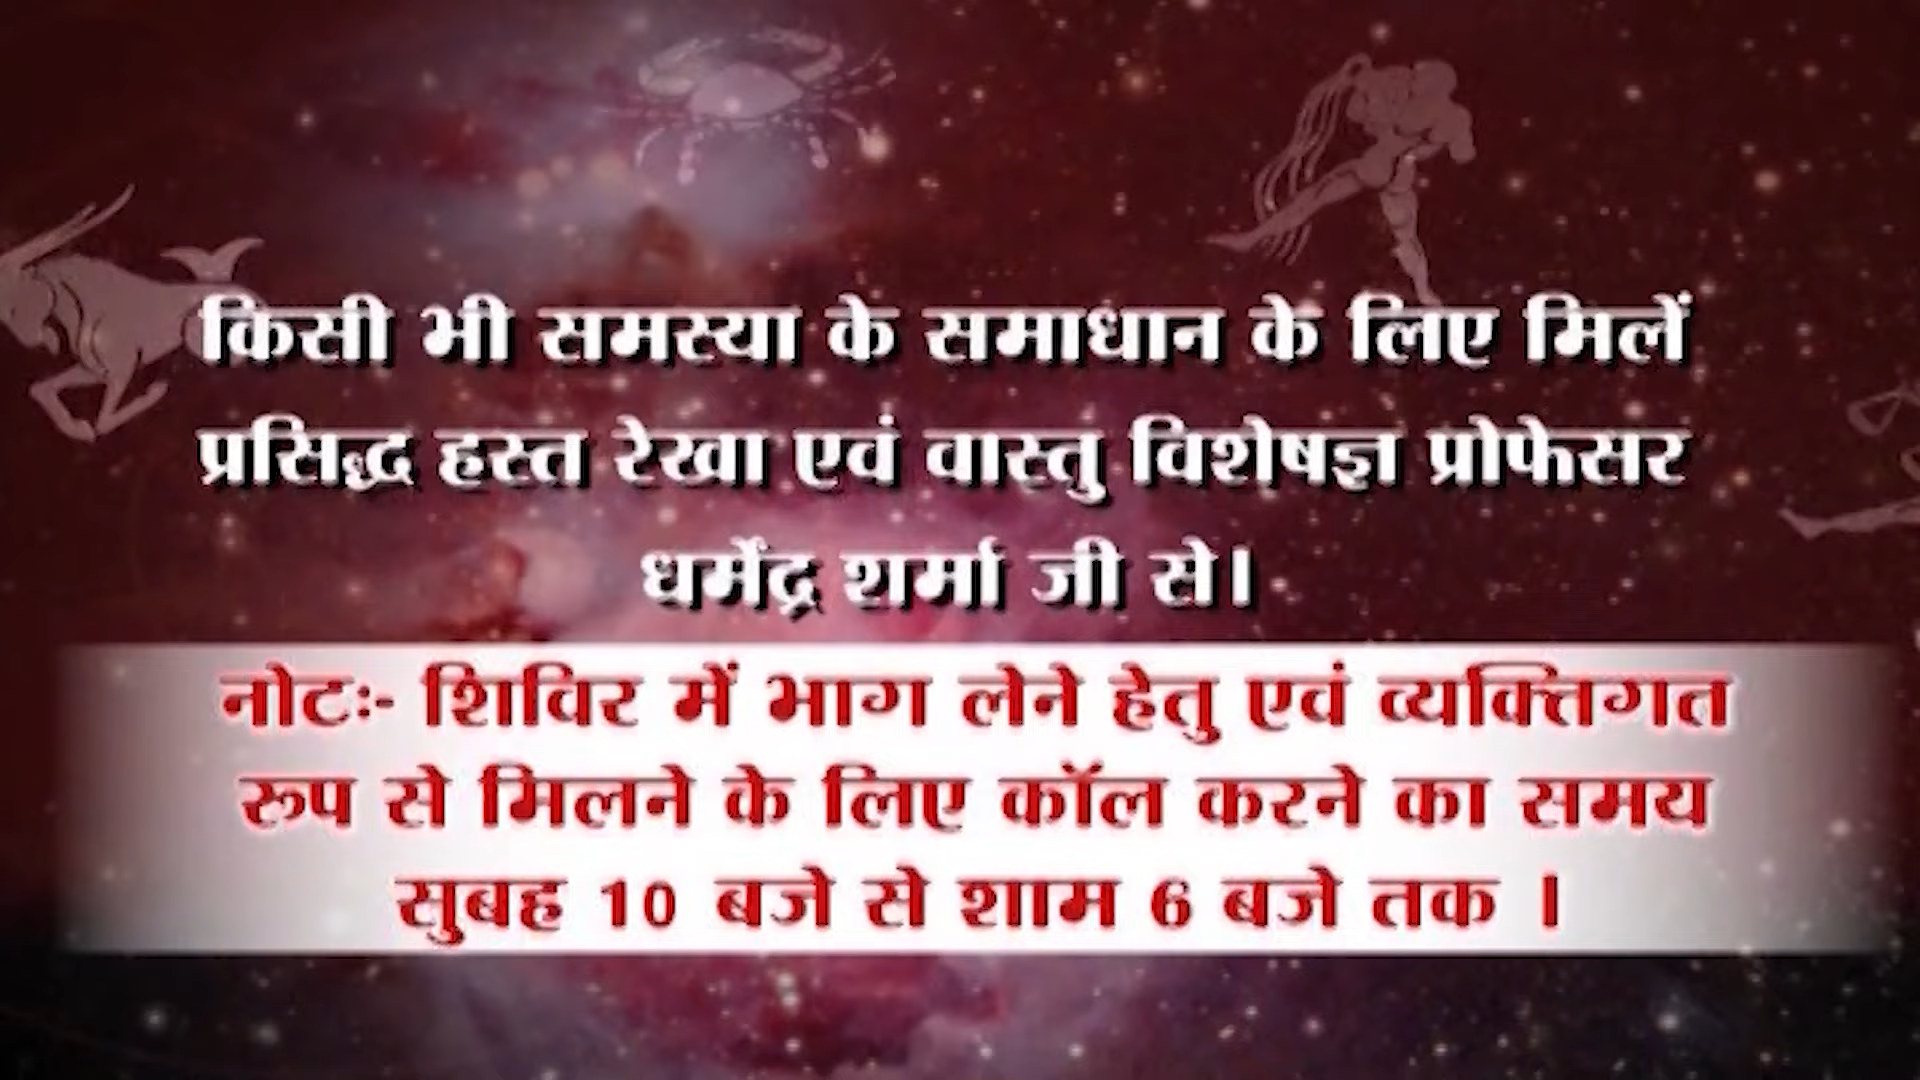 किसी भी समस्या के समाधान के लिए मिलें
प्रसिद्ध हस्त रेखा एवं वास्तु विशेषज्ञ प्रोफेसर
धर्मेंद्र शर्मा जी से।
नोटः- शिविर में भाग लेने हेतु एवं व्यक्तिगत
रूप से मिलने के लिए कॉल करने का समय
सुबह 10 बजे से शाम 6 बजे तक ।